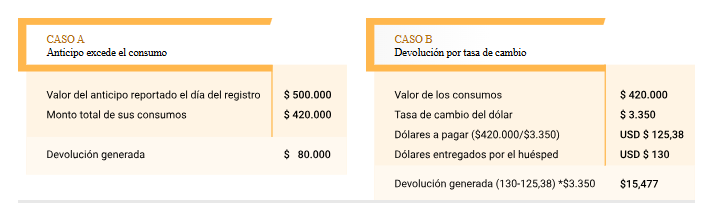 CASO A
Anticipo excede el consumo
Valor del anticipo reportado el día del registro $ 500.000
Monto total de sus consumos $ 420.000
Devolución generada $ 80.000
CASO B
Devolución por tasa de cambio
Valor de los consumos $ 420.000
Tasa de cambio del dólar $ 3.350
Dólares a pagar ($420.000/$3.350) USD $ 125,38
Dólares entregados por el huésped USD $ 130
Devolución generada (130-125,38) *$3.350 $15,477